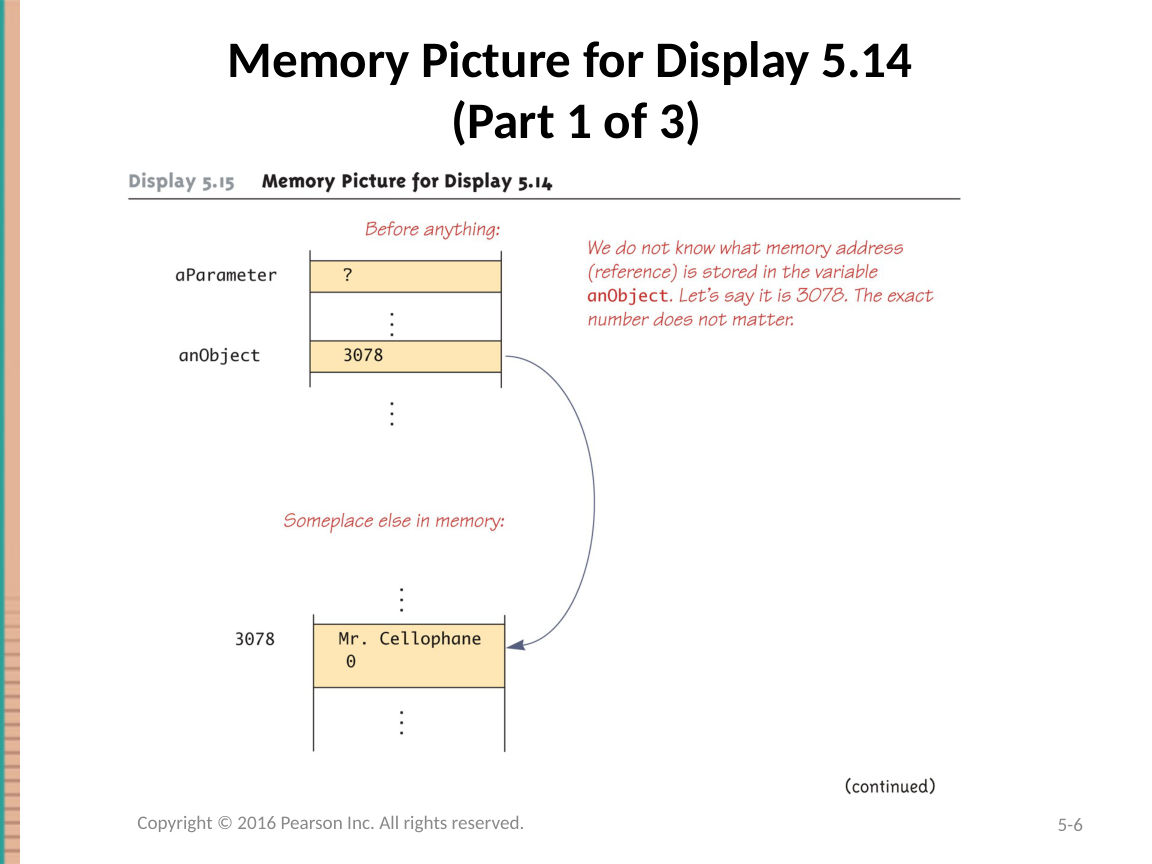 Memory Picture for Display 5.14
(Part 1 of 3)
Display 5.15 Memory Picture for Display 5.14
Before anything:
We do not know what memory address
(reference) is stored in the variable
anObject. Let's say it is 3078. The exact
number does not matter.
aParameter ?
anObject 3078
Someplace else in memory:
3078 Mr. Cellophane
0
(continued)
Copyright © 2016 Pearson Inc. All rights reserved.
5-6